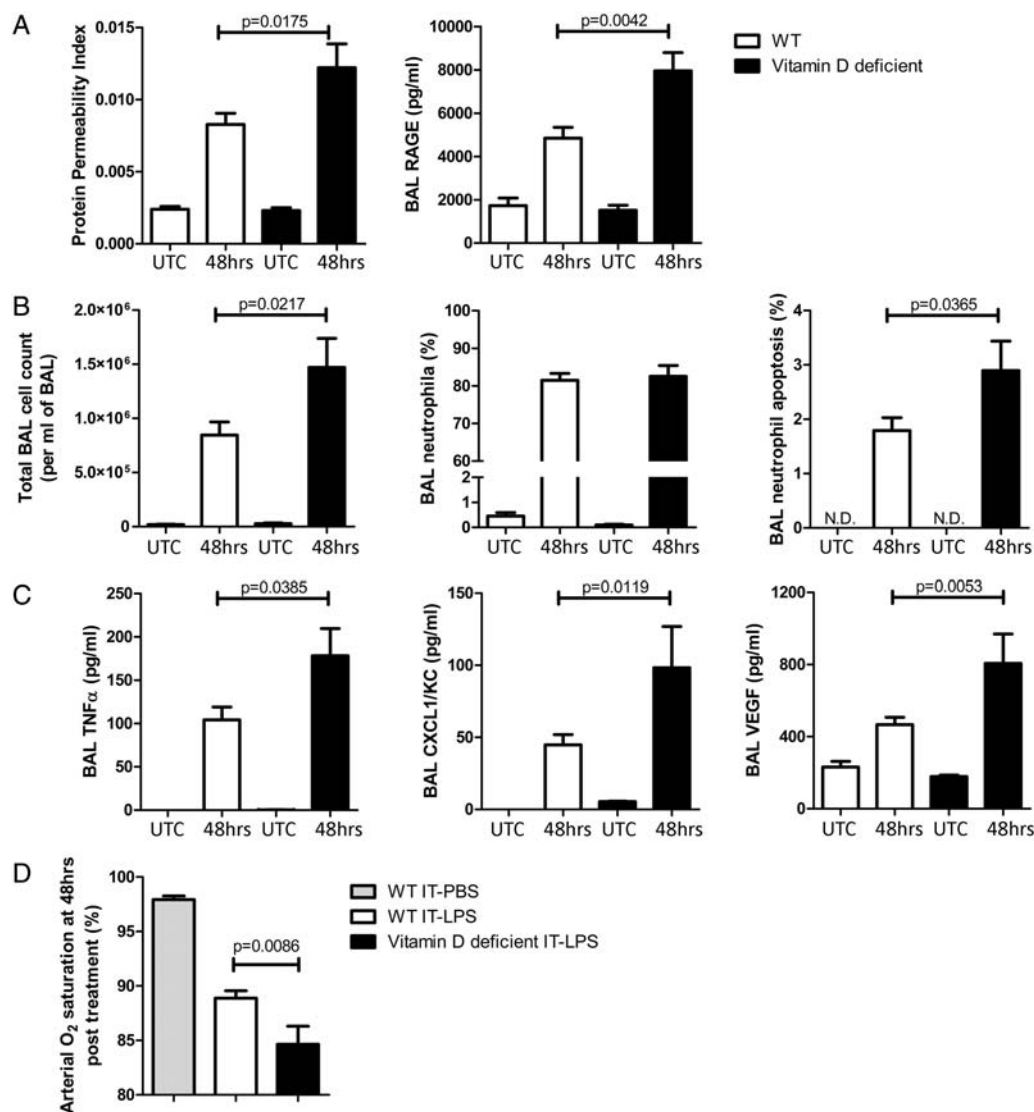 A
Protein Permeability Index
0.015
0.010
0.005
0.000
p=0.0175
UTC 48hrs UTC 48hrs
BAL RAGE (pg/ml)
10000
8000
6000
4000
2000
0
p=0.0042
UTC 48hrs UTC 48hrs
WT
Vitamin D deficient
B
Total BAL cell count
(per ml of BAL)
2.0×10⁶
1.5×10⁶
1.0×10⁶
5.0×10⁵
0
p=0.0217
UTC 48hrs UTC 48hrs
BAL neutrophila (%)
100
90
80
70
60
2
1
0
UTC 48hrs UTC 48hrs
BAL neutrophil apoptosis (%)
4
3
2
1
0
p=0.0365
N.D. N.D.
UTC 48hrs UTC 48hrs
C
BAL TNFα (pg/ml)
250
200
150
100
50
0
p=0.0385
UTC 48hrs UTC 48hrs
BAL CXCL1/KC (pg/ml)
150
100
50
0
p=0.0119
UTC 48hrs UTC 48hrs
BAL VEGF (pg/ml)
1200
800
400
0
p=0.0053
UTC 48hrs UTC 48hrs
D
Arterial O₂ saturation at 48hrs
post treatment (%)
100
95
90
85
80
p=0.0086
WT IT-PBS
WT IT-LPS
Vitamin D deficient IT-LPS